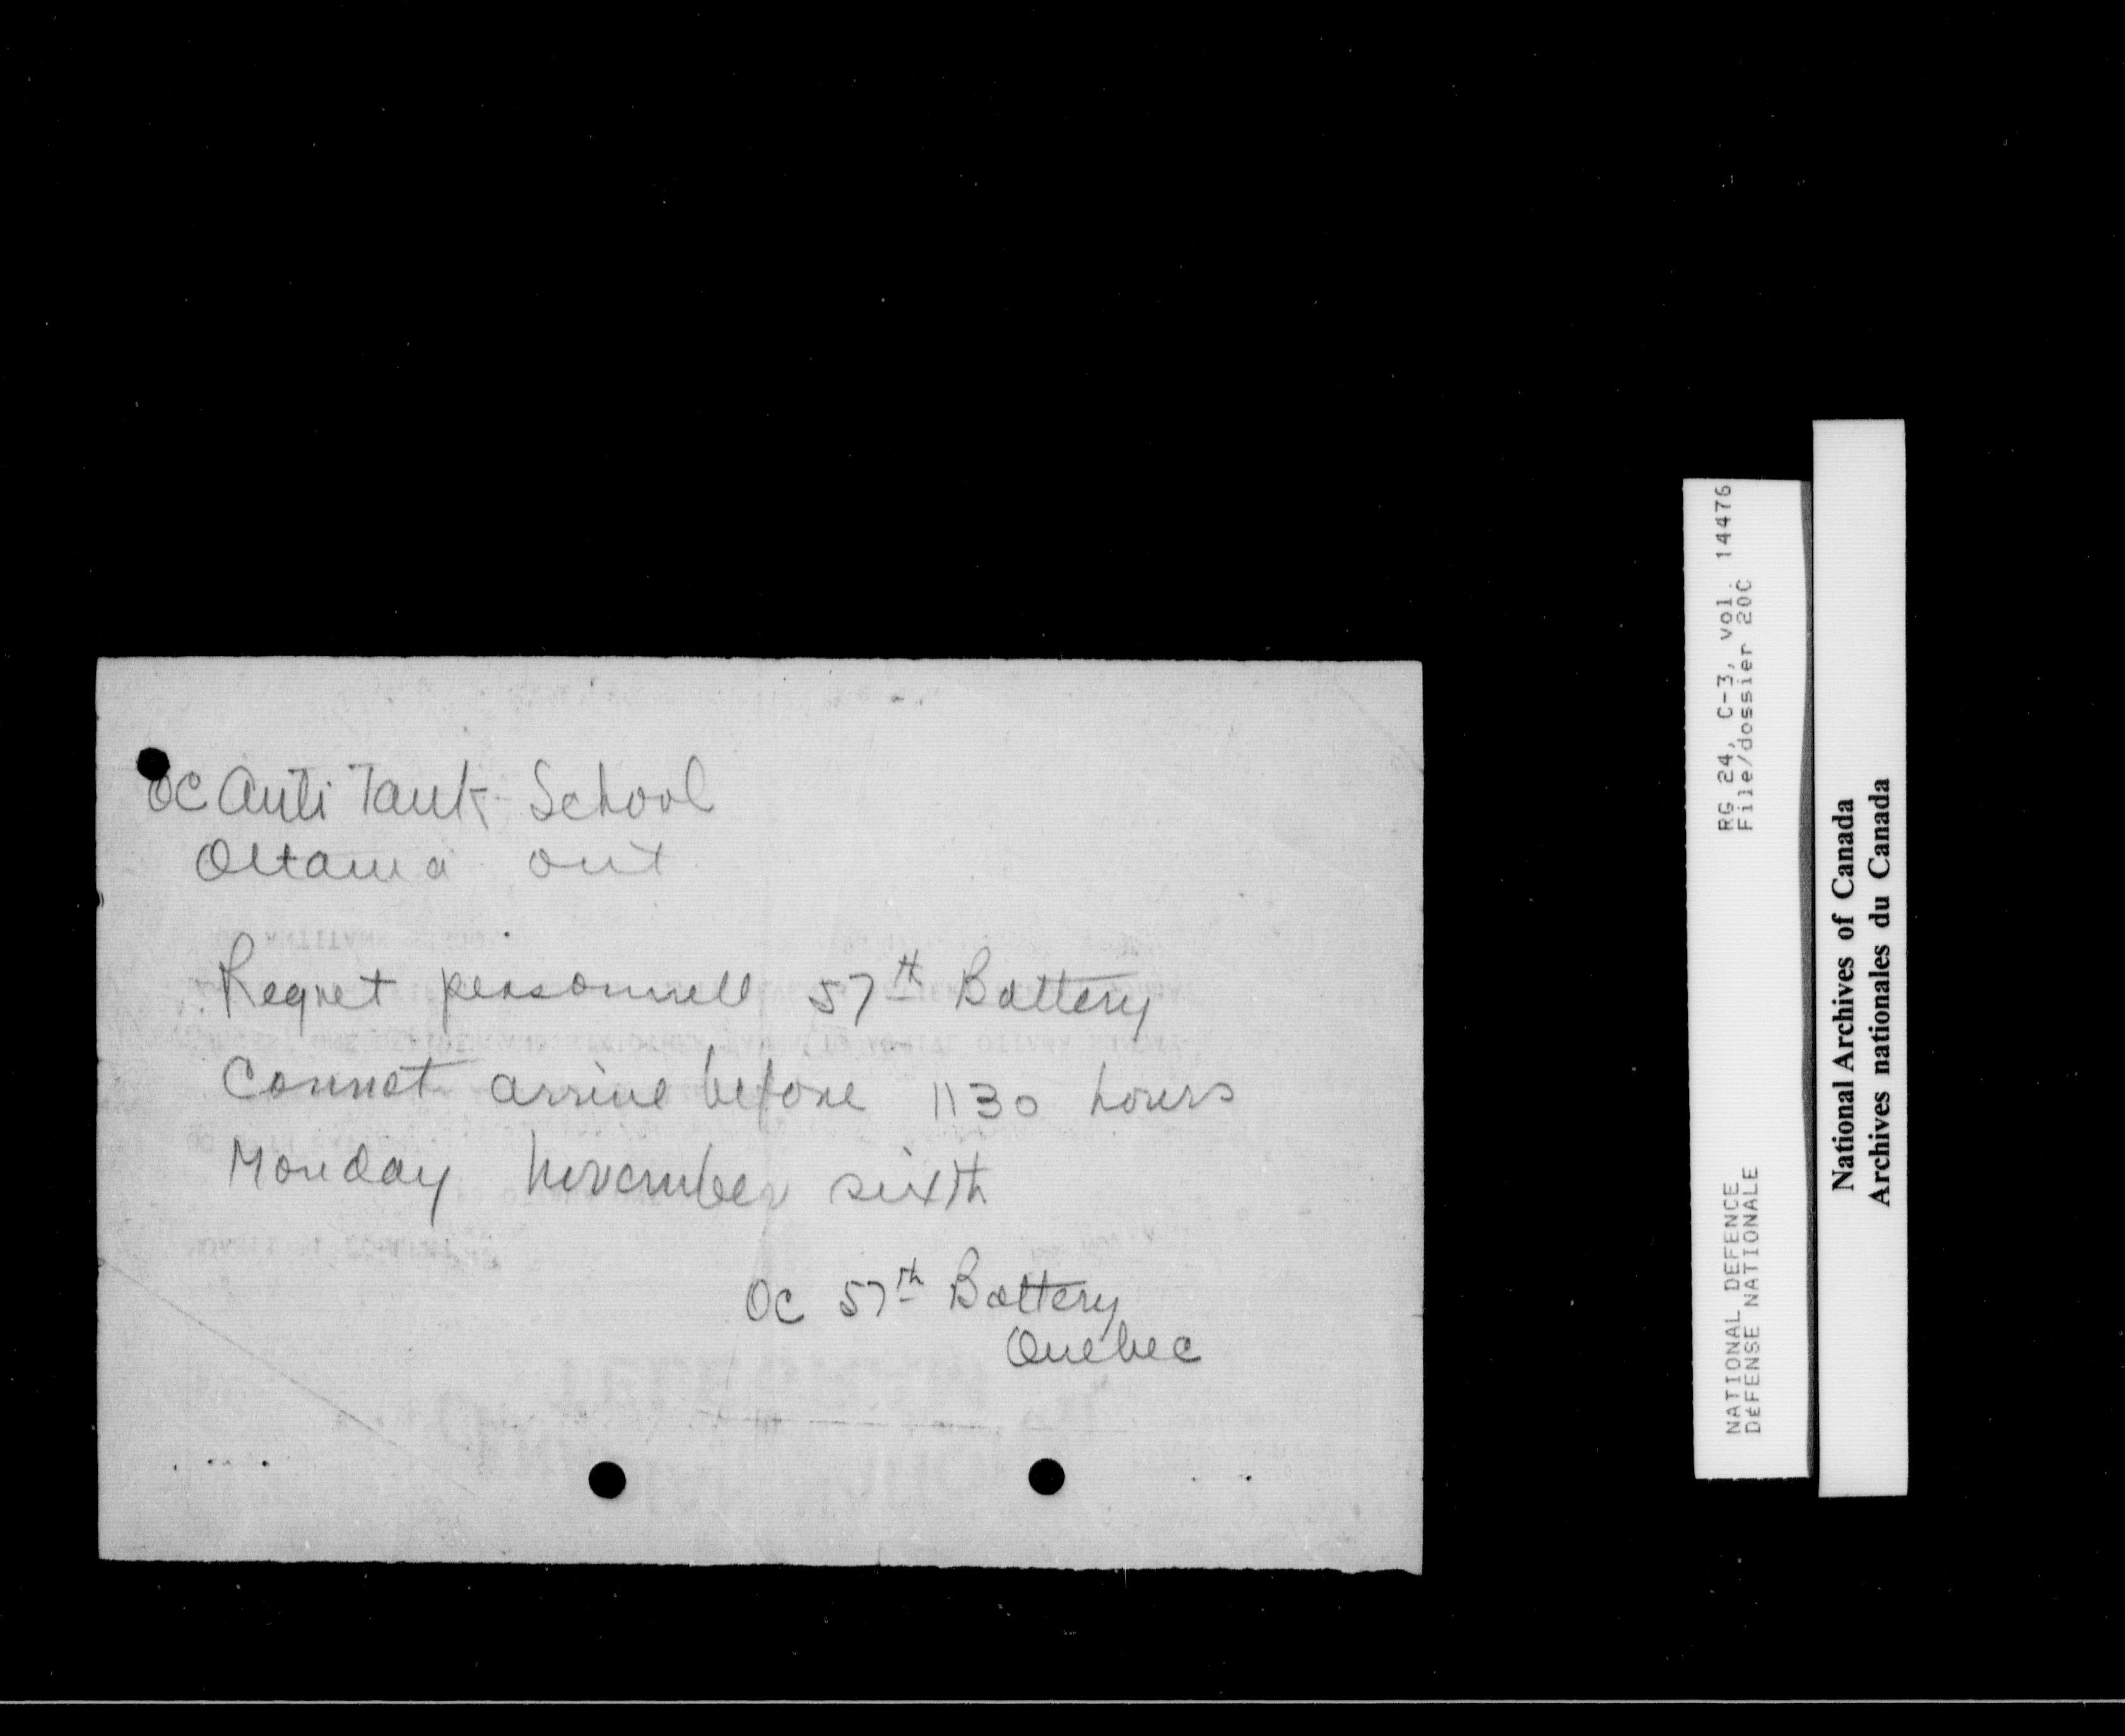 OC Anti Tank School
Ottawa Ont
Regret personnell 57th Battery
Cannot arrive before 1130 hours
Monday November sixth
OC 57th Battery
Quebec
RG 24, C-3, vol. 14476
File/dossier 20C
NATIONAL DEFENCE
DÉFENSE NATIONALE
National Archives of Canada
Archives nationales du Canada